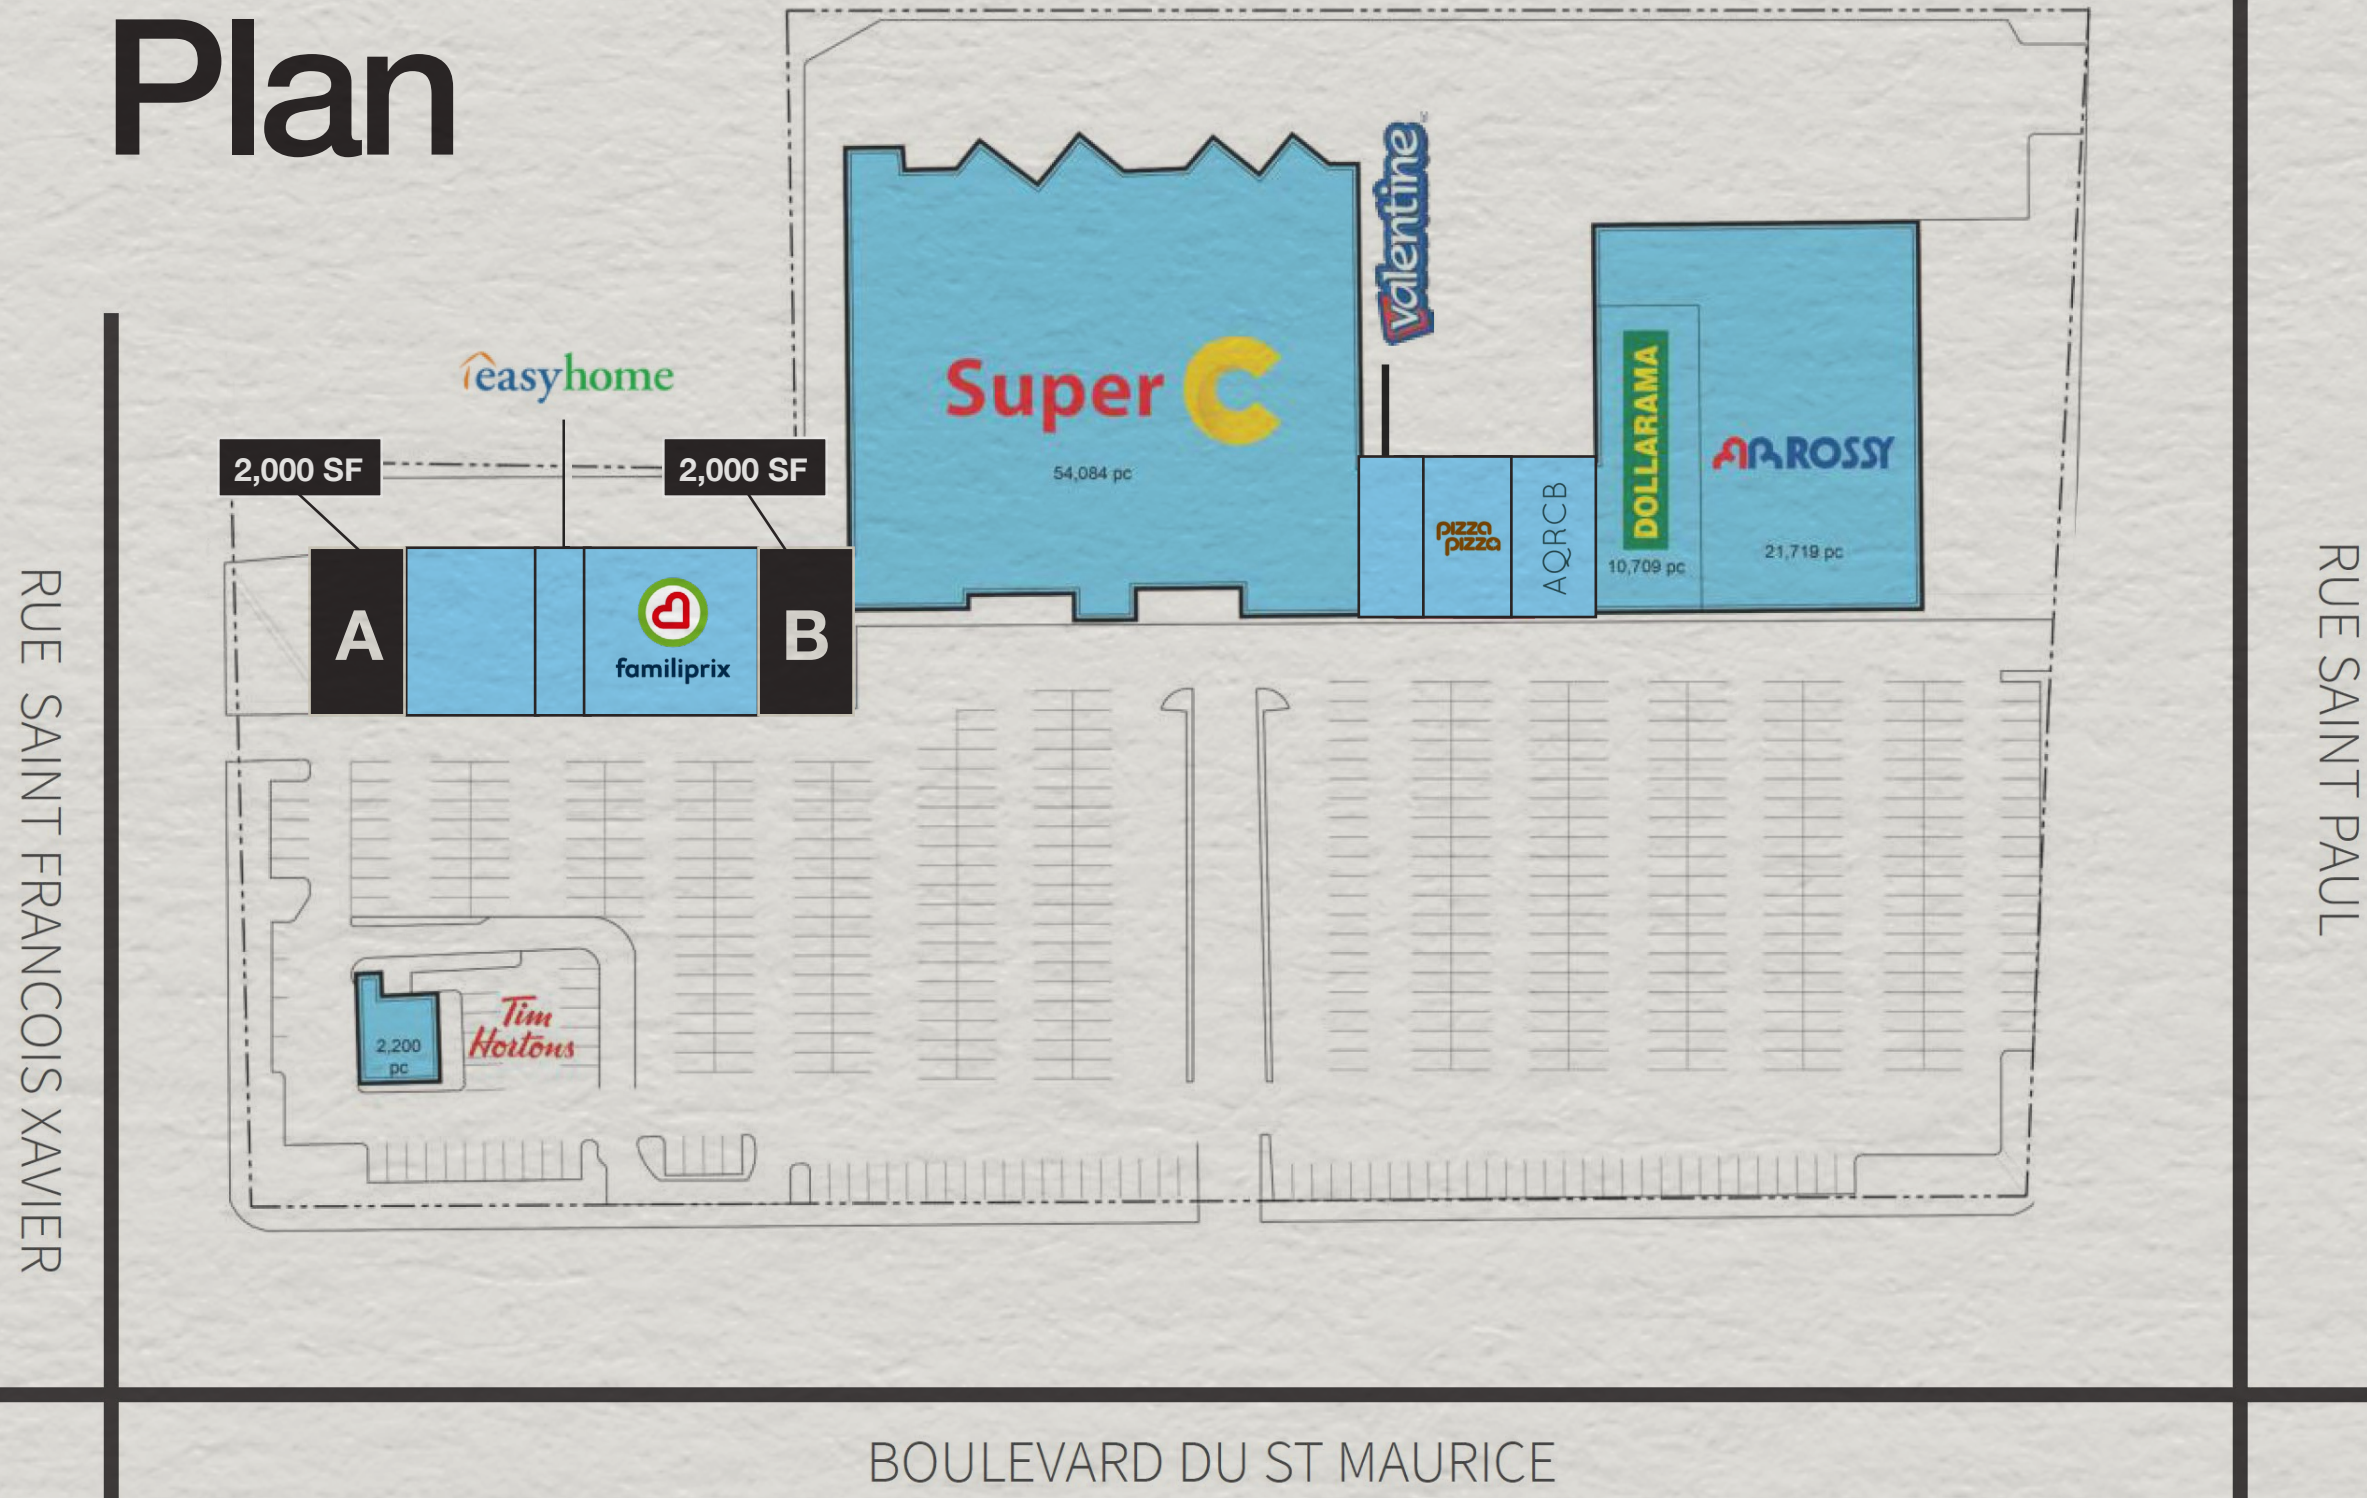 Plan
valentine
easyhome
Super C
54,084 pc
2,000 SF
2,000 SF
DOLLARAMA
10,709 pc
ROSSY
21,719 pc
pizza
pizza
AQRCB
A
familiprix
B
RUE SAINT FRANCOIS XAVIER
RUE SAINT PAUL
2,200
pc
Tim
Hortons
BOULEVARD DU ST MAURICE